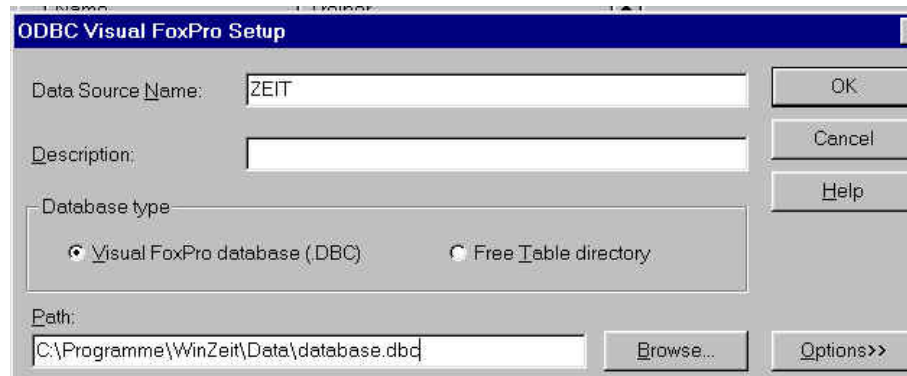 ODBC Visual FoxPro Setup
Data Source Name: ZEIT
OK
Description:
Cancel
Help
Database type
Visual FoxPro database (.DBC) Free Table directory
Path:
C:\Programme\WinZeit\Data\database.dbc Browse... Options>>